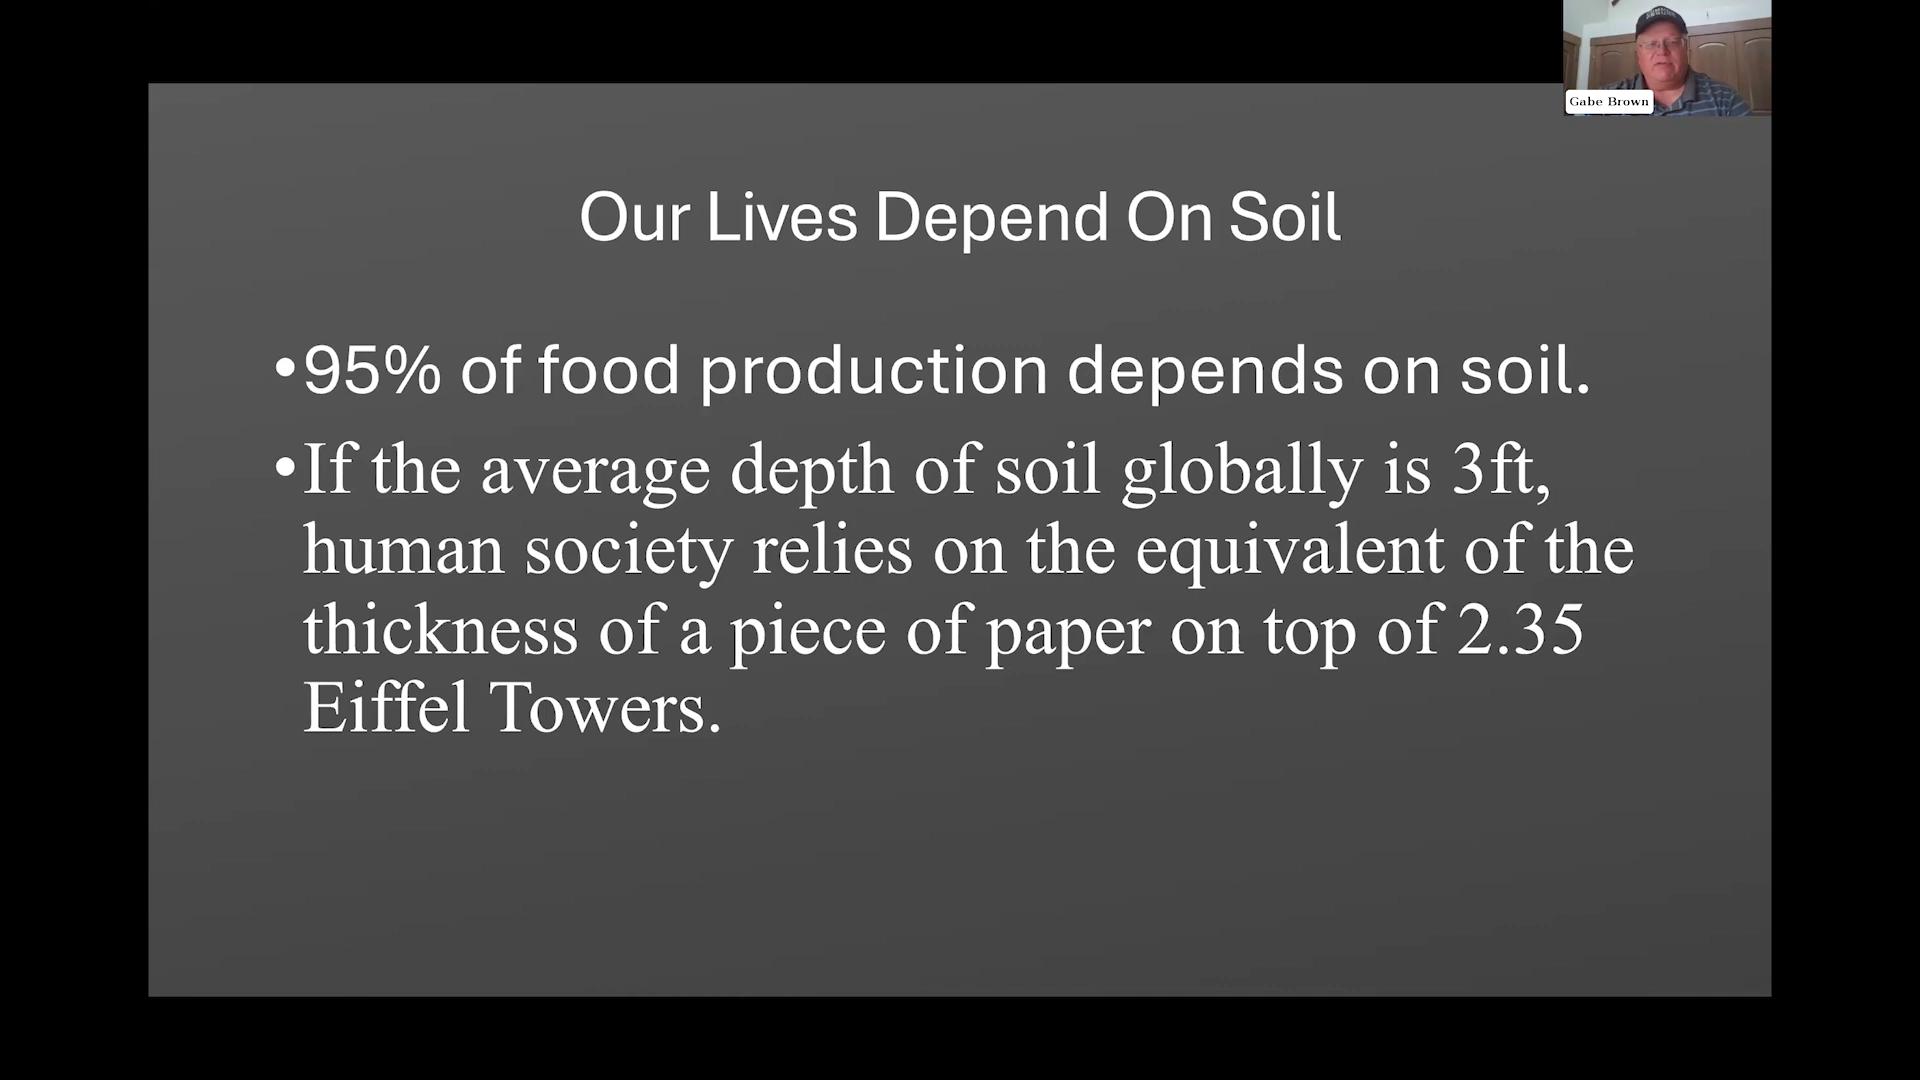 Gabe Brown
Our Lives Depend On Soil
•95% of food production depends on soil.
•If the average depth of soil globally is 3ft,
human society relies on the equivalent of the
thickness of a piece of paper on top of 2.35
Eiffel Towers.